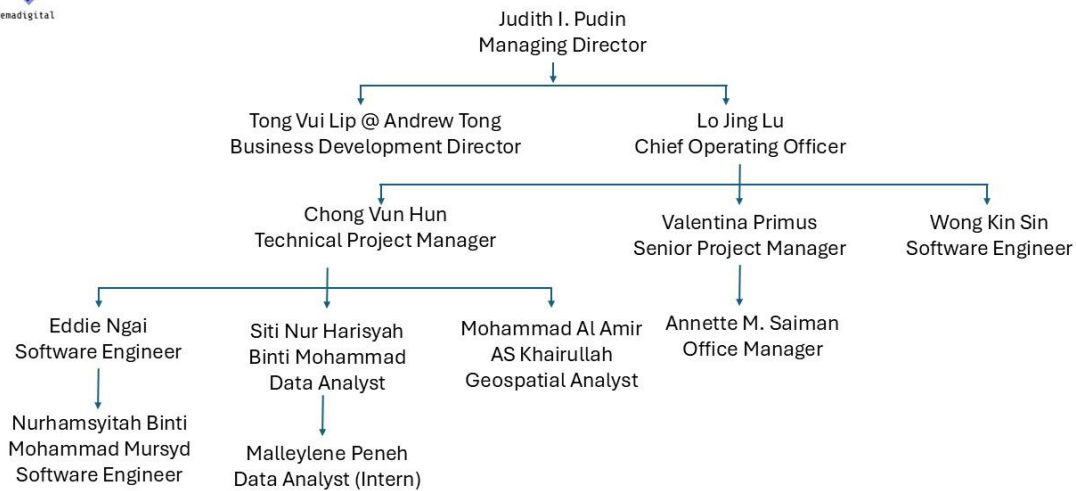 emadigital
Judith I. Pudin
Managing Director
Tong Vui Lip @ Andrew Tong
Business Development Director
Lo Jing Lu
Chief Operating Officer
Chong Vun Hun
Technical Project Manager
Valentina Primus
Senior Project Manager
Wong Kin Sin
Software Engineer
Eddie Ngai
Software Engineer
Siti Nur Harisyah
Binti Mohammad
Data Analyst
Mohammad Al Amir
AS Khairullah
Geospatial Analyst
Annette M. Saiman
Office Manager
Nurhamsyitah Binti
Mohammad Mursyd
Software Engineer
Malleylene Peneh
Data Analyst (Intern)